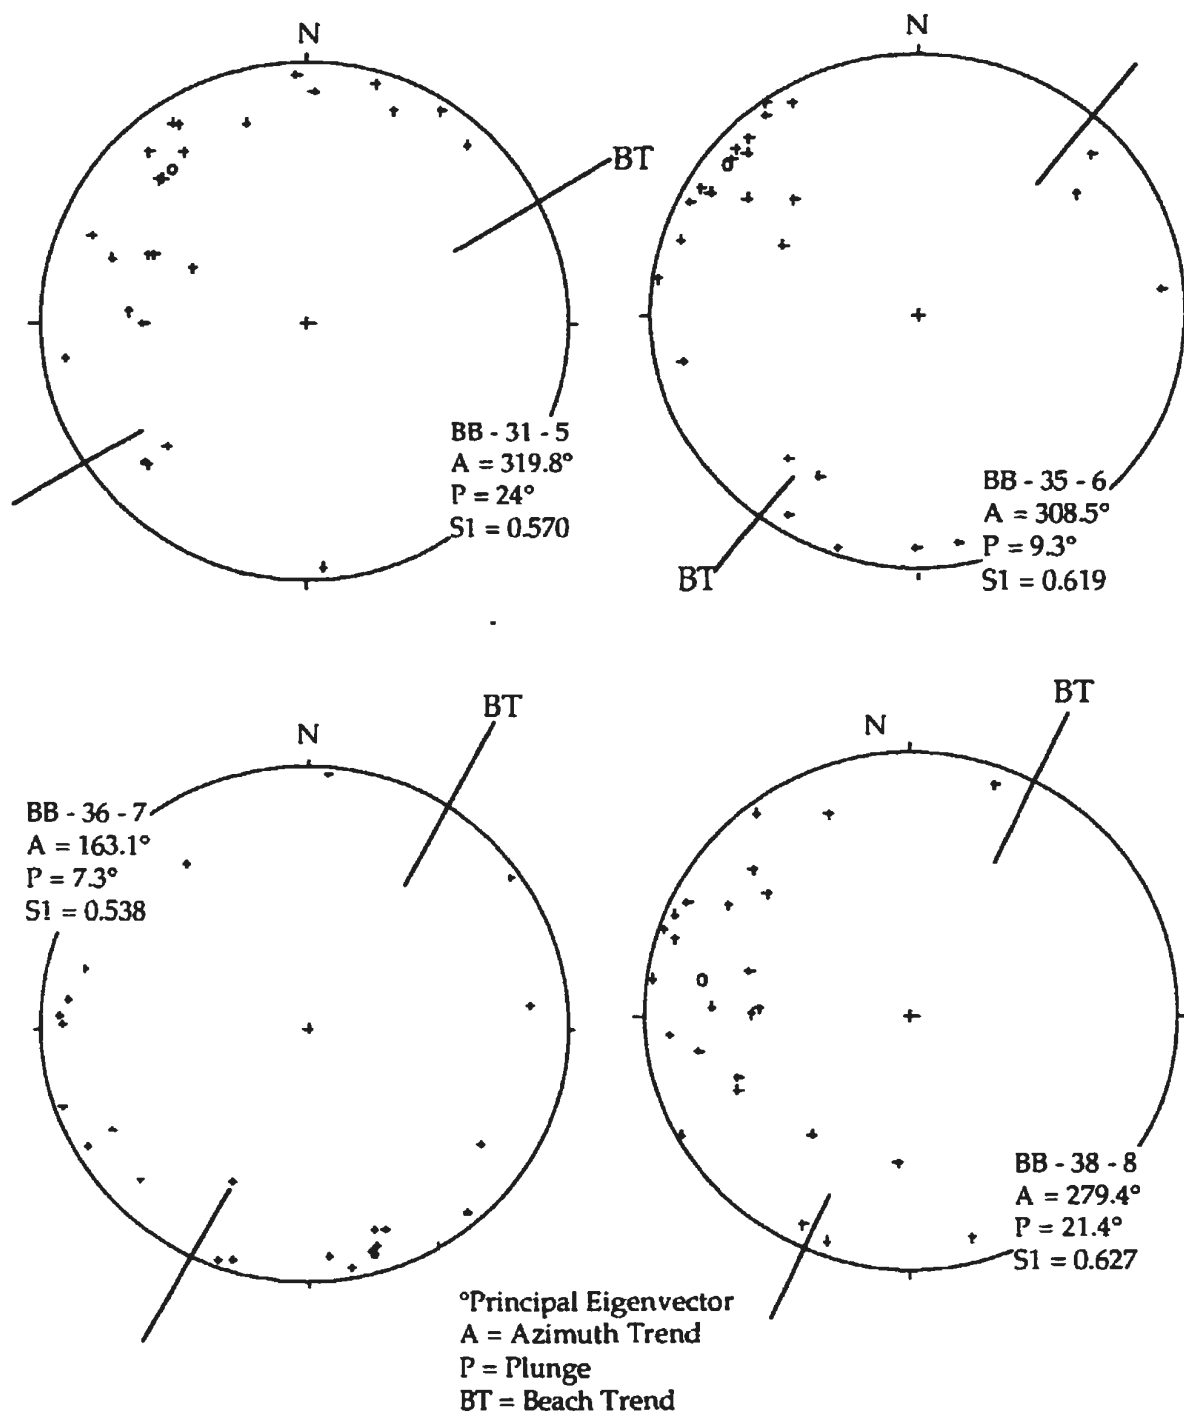 N
BT
BB - 31 - 5
A = 319.8°
P = 24°
S1 = 0.570
N
BT
BB - 35 - 6
A = 308.5°
P = 9.3°
S1 = 0.619
N
BT
BB - 36 - 7
A = 163.1°
P = 7.3°
S1 = 0.538
N
BT
BB - 38 - 8
A = 279.4°
P = 21.4°
S1 = 0.627
°Principal Eigenvector
A = Azimuth Trend
P = Plunge
BT = Beach Trend